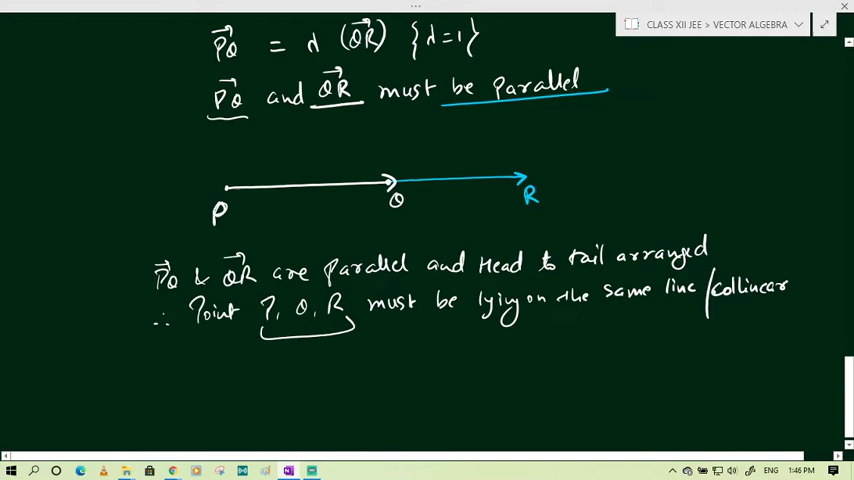 CLASS XII JEE > VECTOR ALGEBRA
PQ = λ (QR) {λ=1}
PQ and QR must be parallel
P Q R
PQ & QR are parallel and Head to tail arranged
∴ Point P, Q, R must be lying on the same line/collinear
ENG 1:46 PM